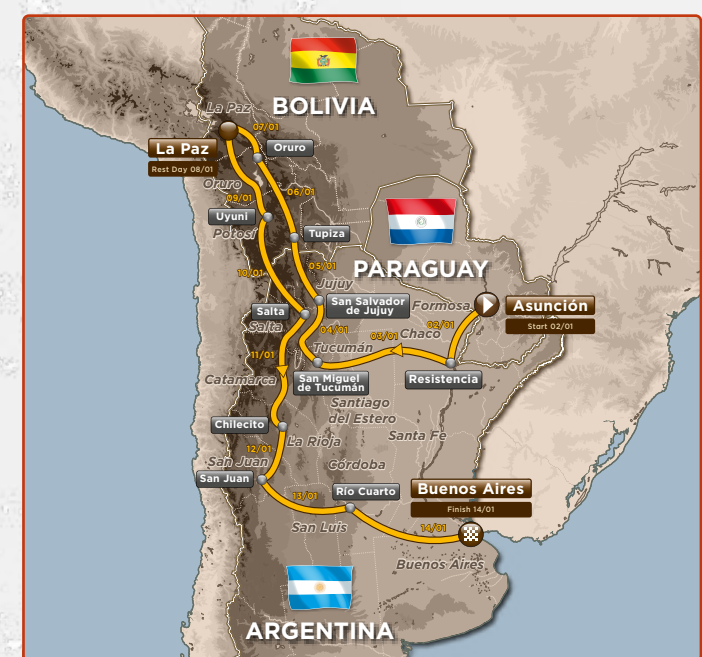 BOLIVIA
La Paz
07/01
Oruro
La Paz
Rest Day 08/01
Oruro
09/01
06/01
Uyuni
Potosí
Tupiza
PARAGUAY
10/01
05/01
Jujuy
San Salvador
de Jujuy
Formosa
Asunción
Start 02/01
Salta
Salta
04/01
03/01
Chaco
02/01
Tucumán
11/01
Catamarca
San Miguel
de Tucumán
Resistencia
Santiago
del Estero
Chilecito
La Rioja
Santa Fe
12/01
San Juan
San Juan
Córdoba
13/01
Río Cuarto
Buenos Aires
Finish 14/01
San Luis
14/01
Buenos Aires
ARGENTINA